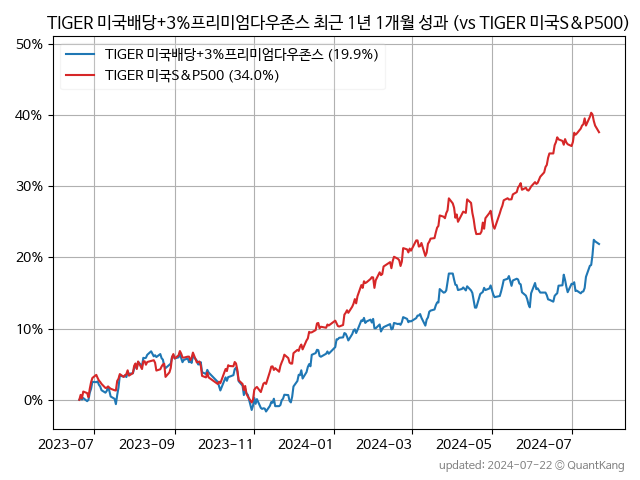 TIGER 미국배당+3%프리미엄다우존스 최근 1년 1개월 성과 (vs TIGER 미국S&P500)
TIGER 미국배당+3%프리미엄다우존스 (19.9%)
TIGER 미국S&P500 (34.0%)
50%
40%
30%
20%
10%
0%
2023-07 2023-09 2023-11 2024-01 2024-03 2024-05 2024-07
updated: 2024-07-22 © QuantKang